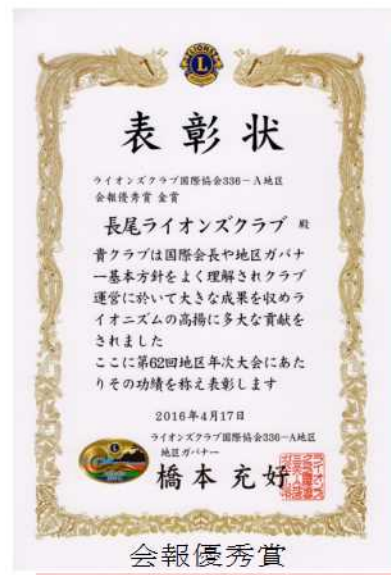 LIONS
L
表彰状
ライオンズクラブ国際協会336-A地区
会報優秀賞 金賞
長尾ライオンズクラブ 殿
貴クラブは国際会長や地区ガバナ
ー基本方針をよく理解されクラブ
運営に於いて大きな成果を収めラ
イオニズムの高揚に多大な貢献を
されました
ここに第62回地区年次大会にあた
りその功績を称え表彰します
2016年4月17日
ライオンズクラブ国際協会336-A地区
地区ガバナー
橋本充好
会報優秀賞